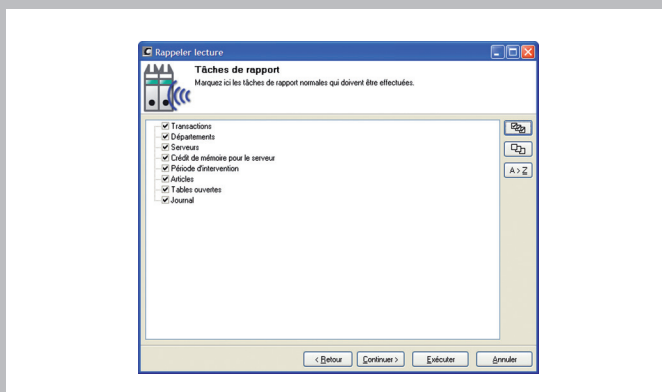 Rappeler lecture
Tâches de rapport
Marquez ici les tâches de rapport normales qui doivent être effectuées.
Transactions
Départements
Serveurs
Crédit de mémoire pour le serveur
Période d'intervention
Articles
Tables ouvertes
Journal
A > Z
< Retour
Continuer >
Exécuter
Annuler